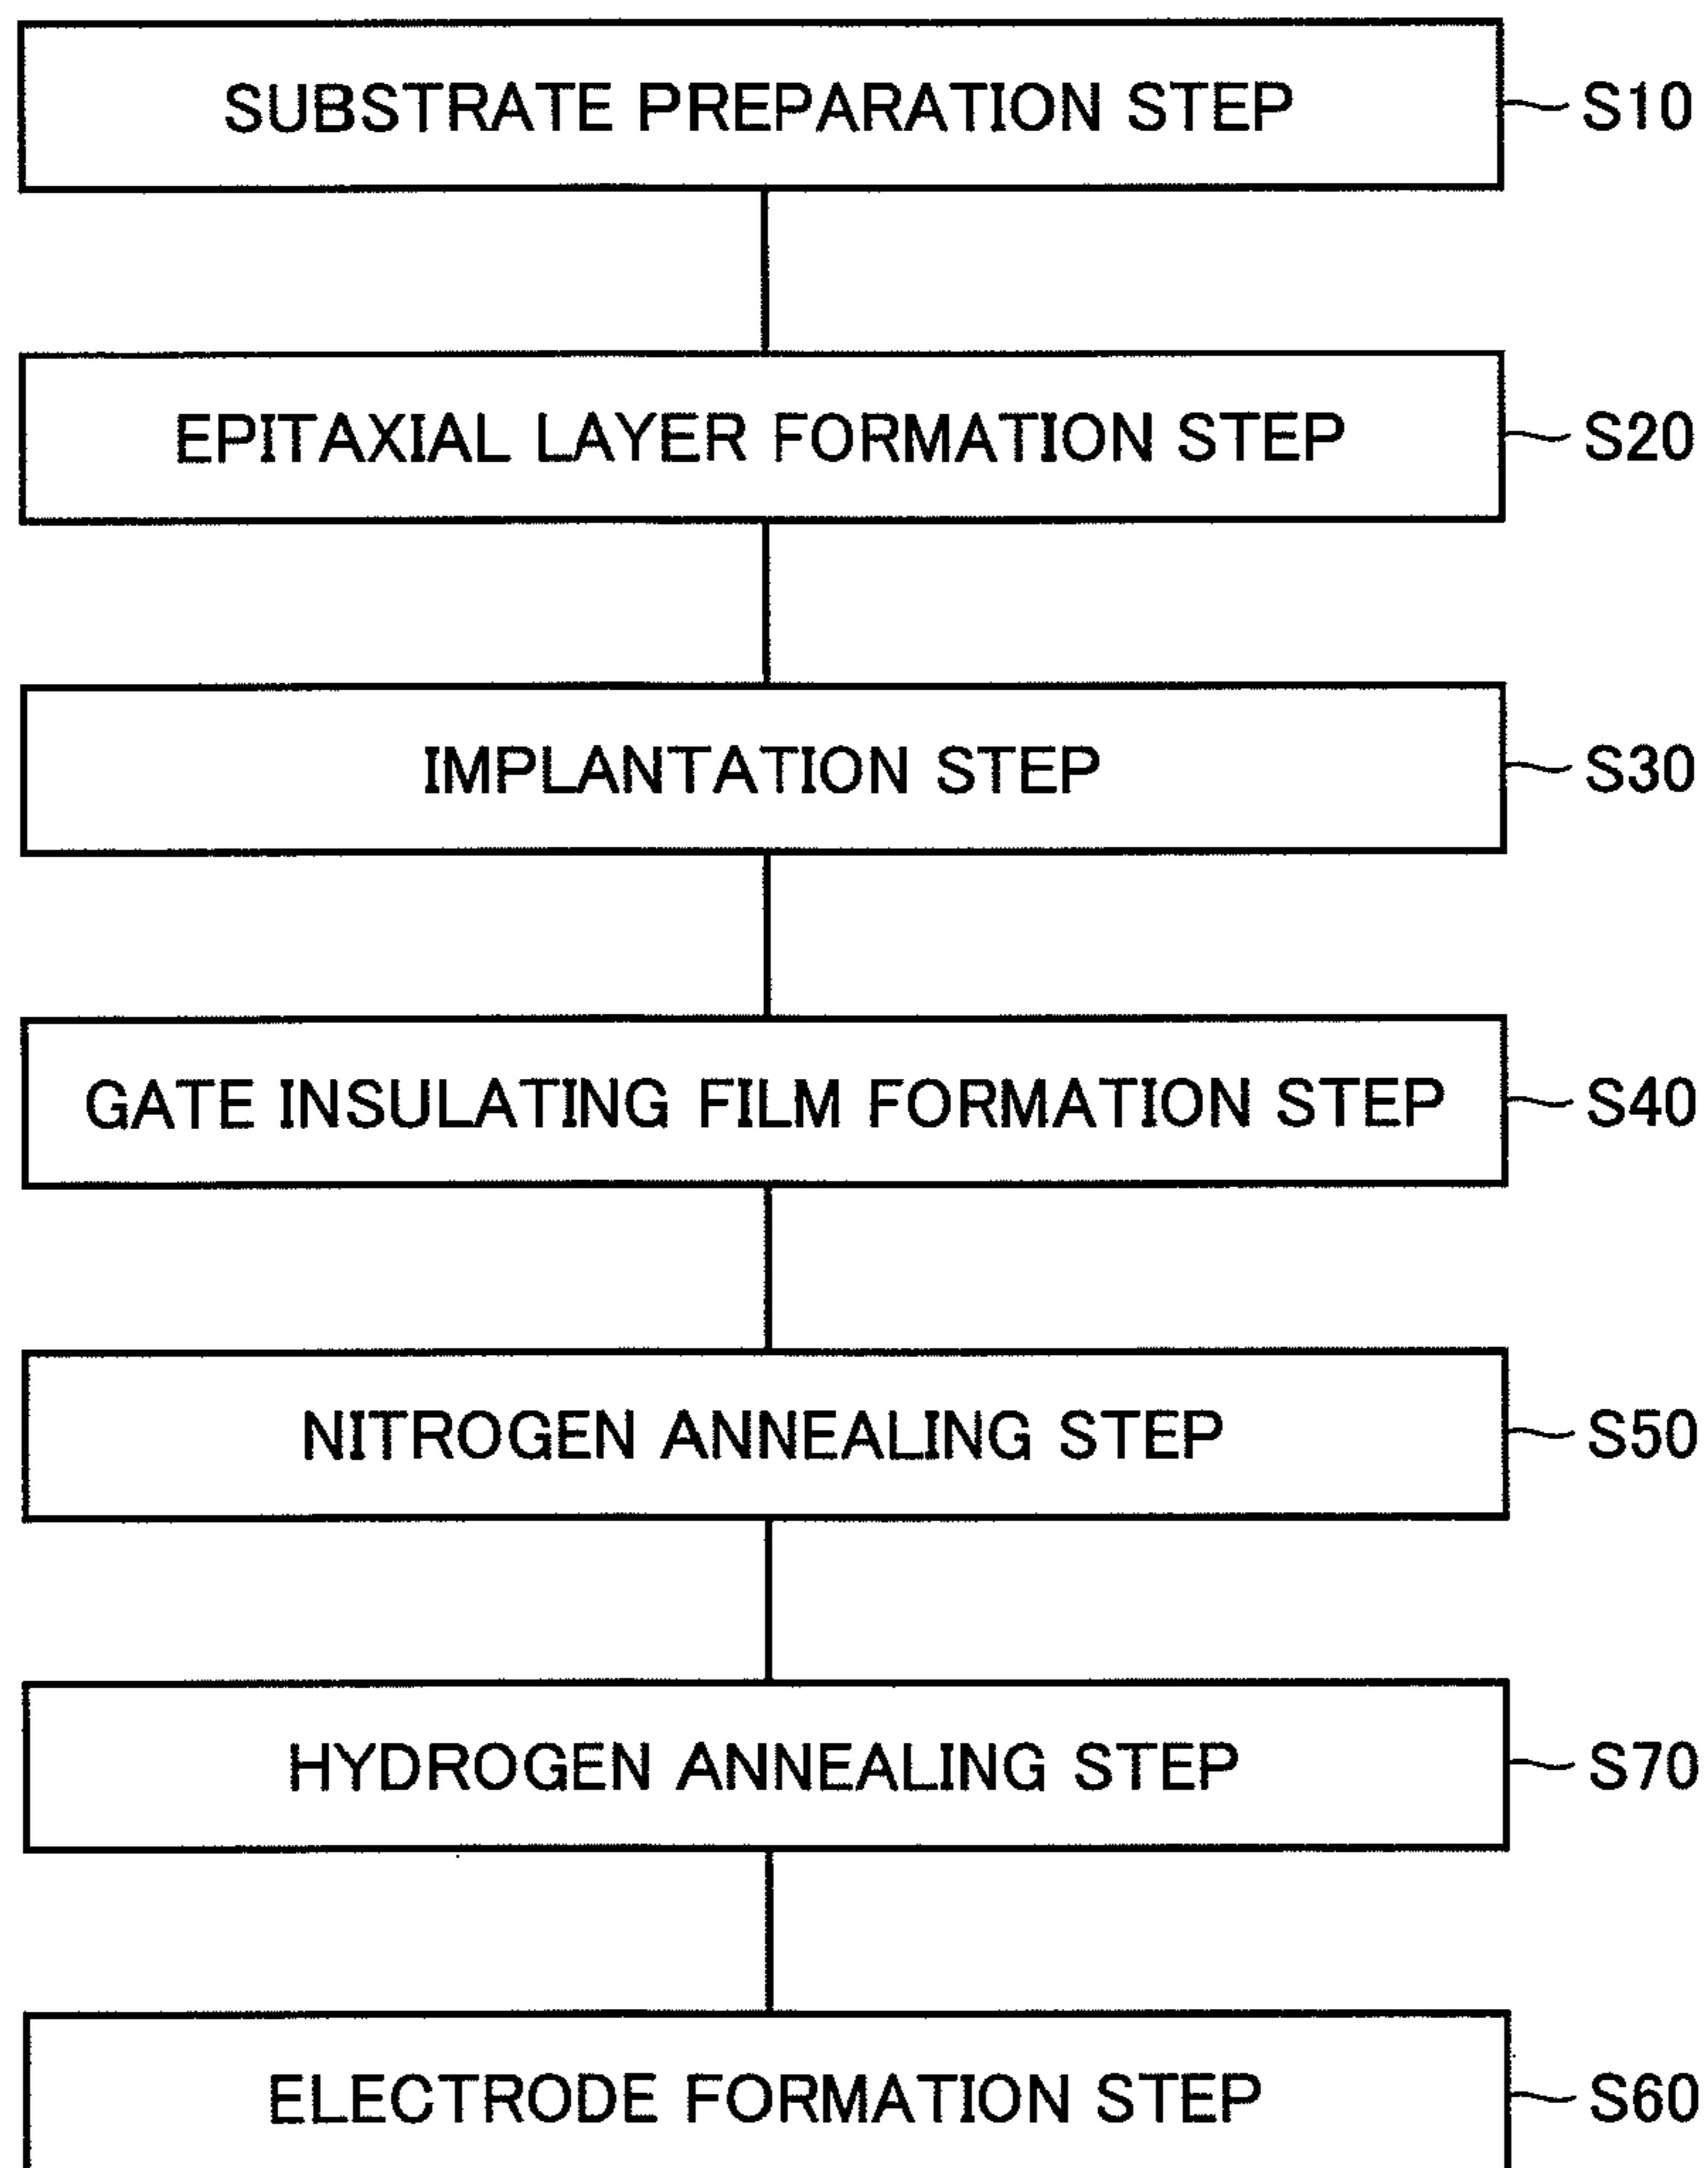 SUBSTRATE PREPARATION STEP S10
EPITAXIAL LAYER FORMATION STEP S20
IMPLANTATION STEP S30
GATE INSULATING FILM FORMATION STEP S40
NITROGEN ANNEALING STEP S50
HYDROGEN ANNEALING STEP S70
ELECTRODE FORMATION STEP S60